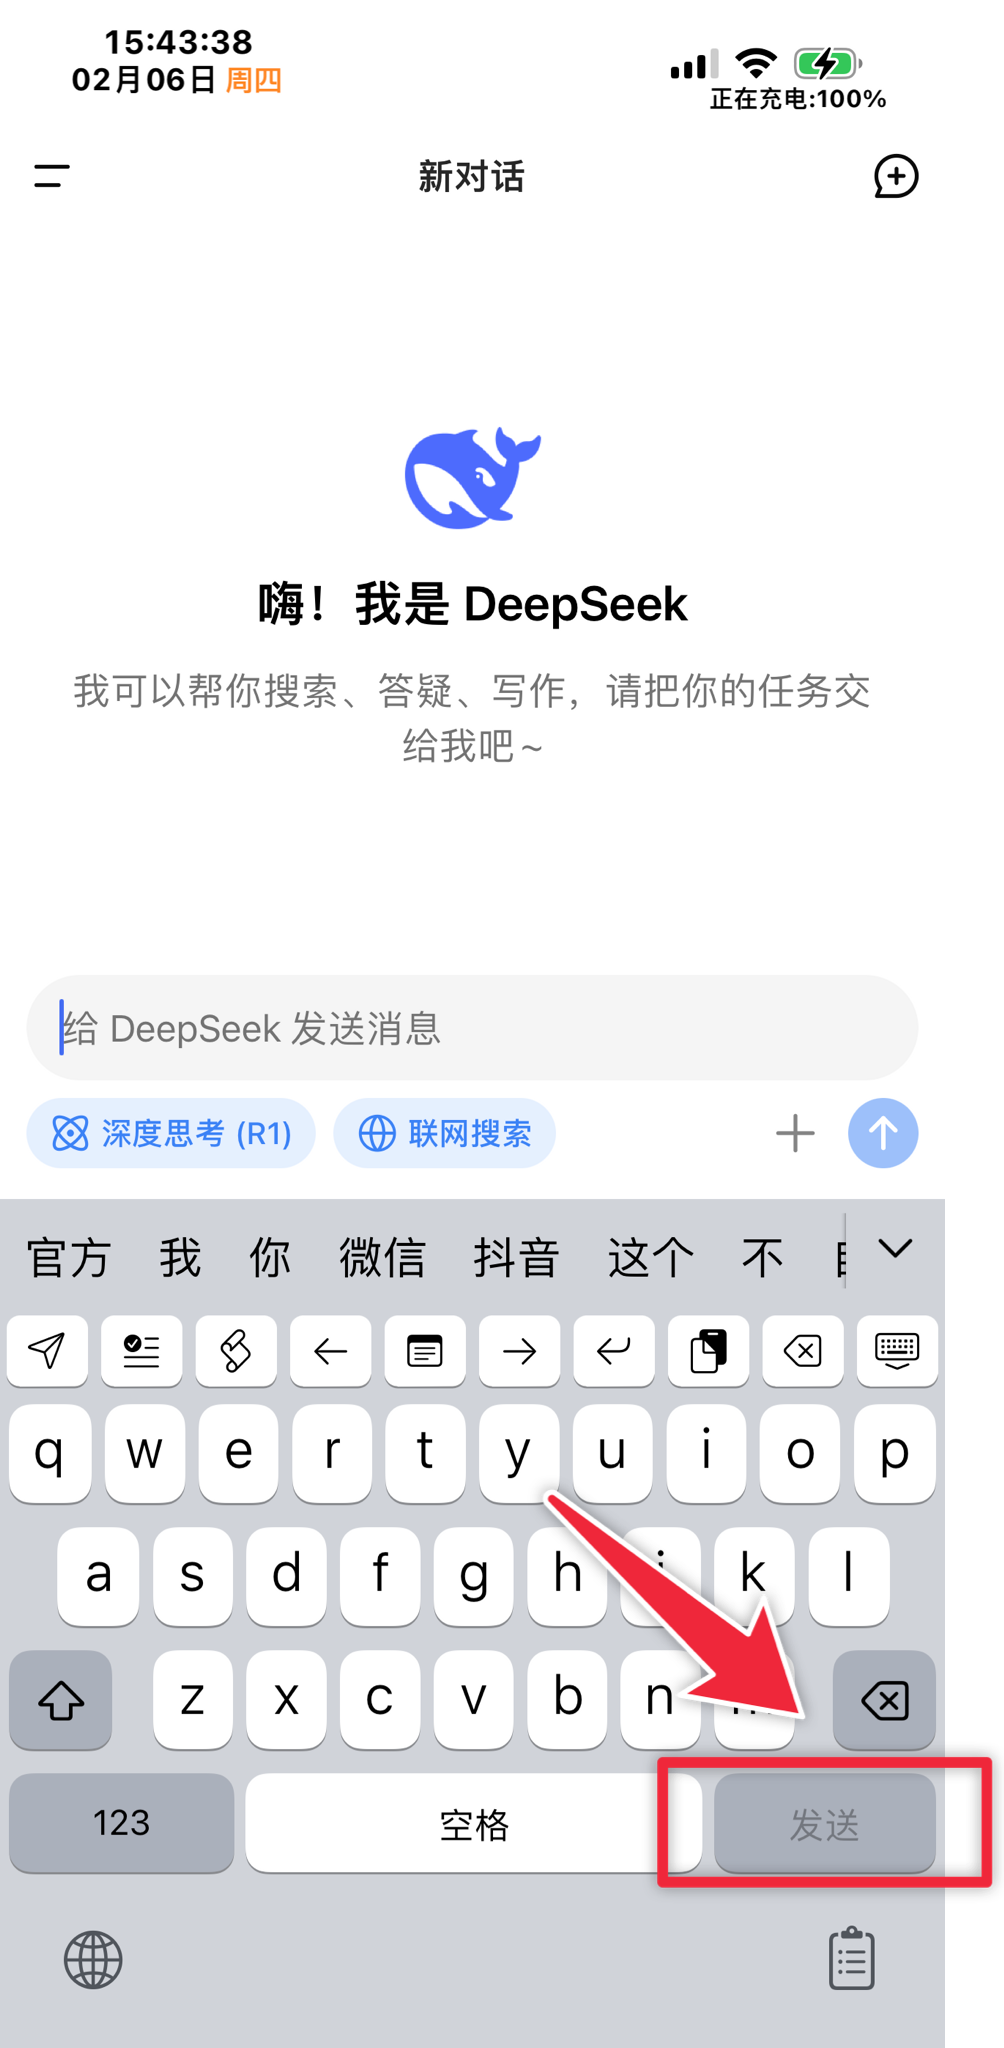 15:43:38
02月06日 周四
正在充电:100%
新对话
嗨！我是 DeepSeek
我可以帮你搜索、答疑、写作，请把你的任务交
给我吧～
给 DeepSeek 发送消息
深度思考 (R1) 联网搜索
官方 我 你 微信 抖音 这个 不
q w e r t y u i o p
a s d f g h j k l
z x c v b n m
123 空格 发送